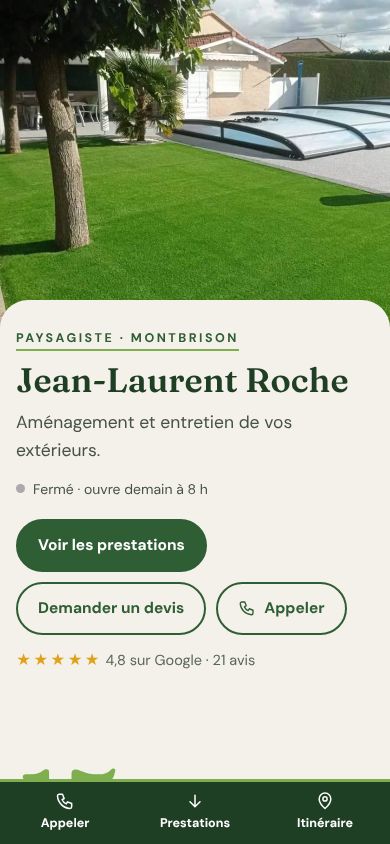 PAYSAGISTE · MONTBRISON
Jean-Laurent Roche
Aménagement et entretien de vos
extérieurs.
Fermé · ouvre demain à 8 h
Voir les prestations
Demander un devis
Appeler
★★★★★ 4,8 sur Google · 21 avis
Appeler
Prestations
Itinéraire